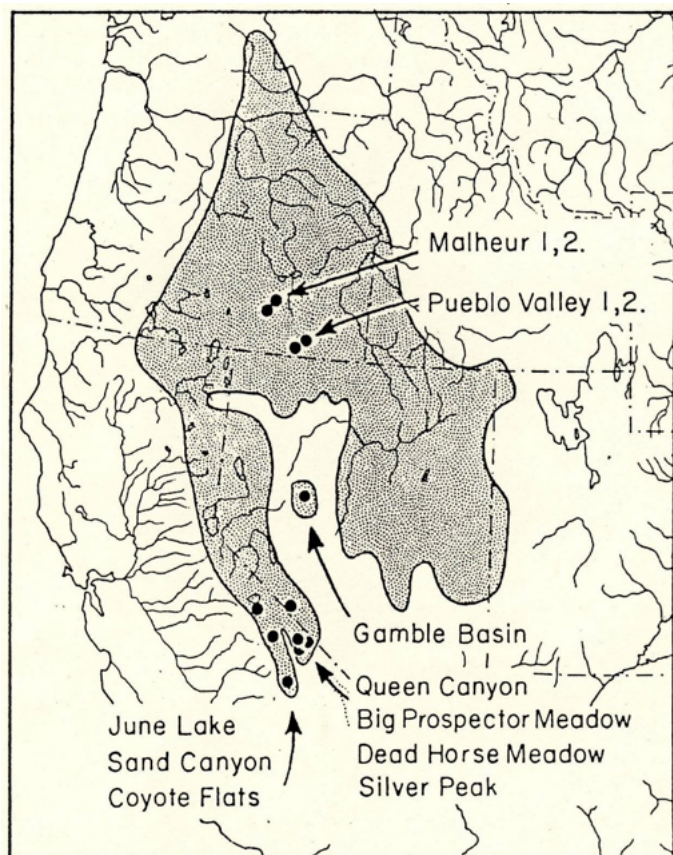 Malheur 1,2.
Pueblo Valley 1,2.
Gamble Basin
Queen Canyon
Big Prospector Meadow
Dead Horse Meadow
Silver Peak
June Lake
Sand Canyon
Coyote Flats